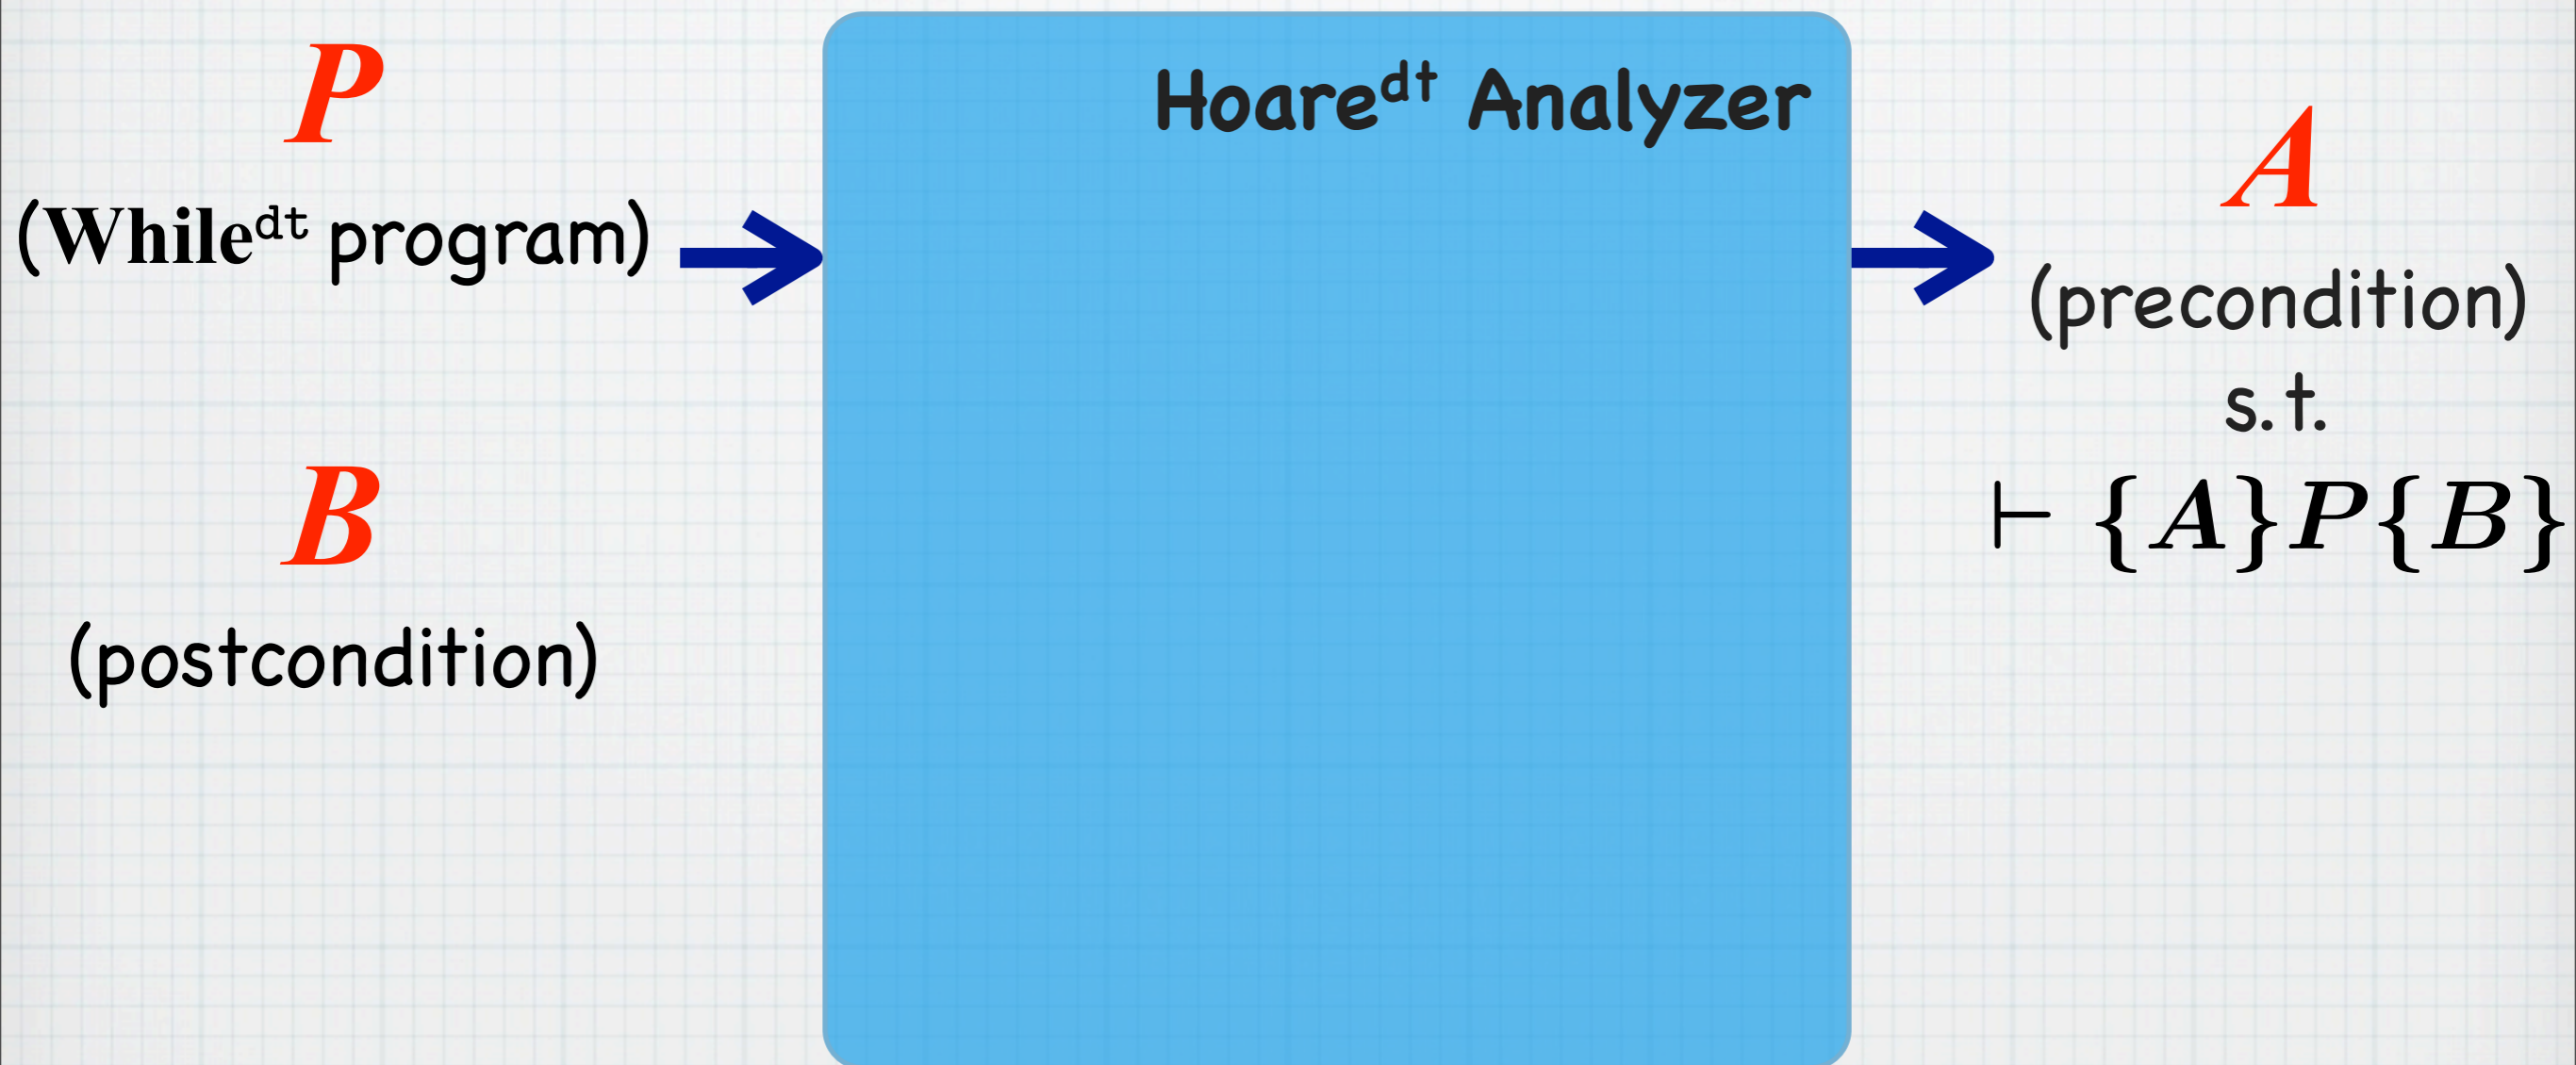 P
(While^dt program)
B
(postcondition)
Hoare^dt Analyzer
A
(precondition)
s.t.
⊢ {A}P{B}